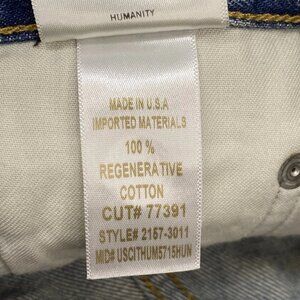 HUMANITY
MADE IN U.S.A
IMPORTED MATERIALS
100 %
REGENERATIVE
COTTON
CUT# 77391
STYLE# 2157-3011
MID# USCITHUM5715HUN